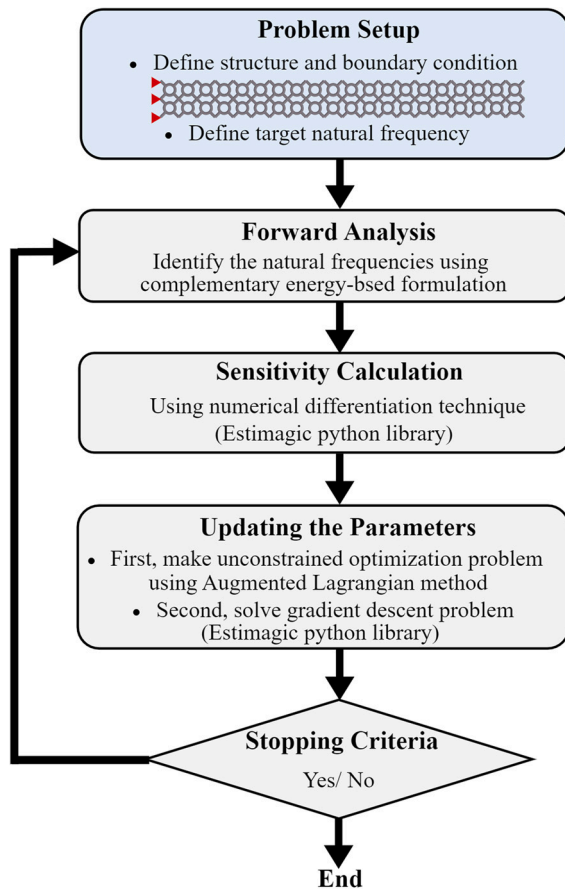 Problem Setup
• Define structure and boundary condition
• Define target natural frequency
Forward Analysis
Identify the natural frequencies using
complementary energy-bsed formulation
Sensitivity Calculation
Using numerical differentiation technique
(Estimagic python library)
Updating the Parameters
• First, make unconstrained optimization problem
using Augmented Lagrangian method
• Second, solve gradient descent problem
(Estimagic python library)
Stopping Criteria
Yes/ No
End